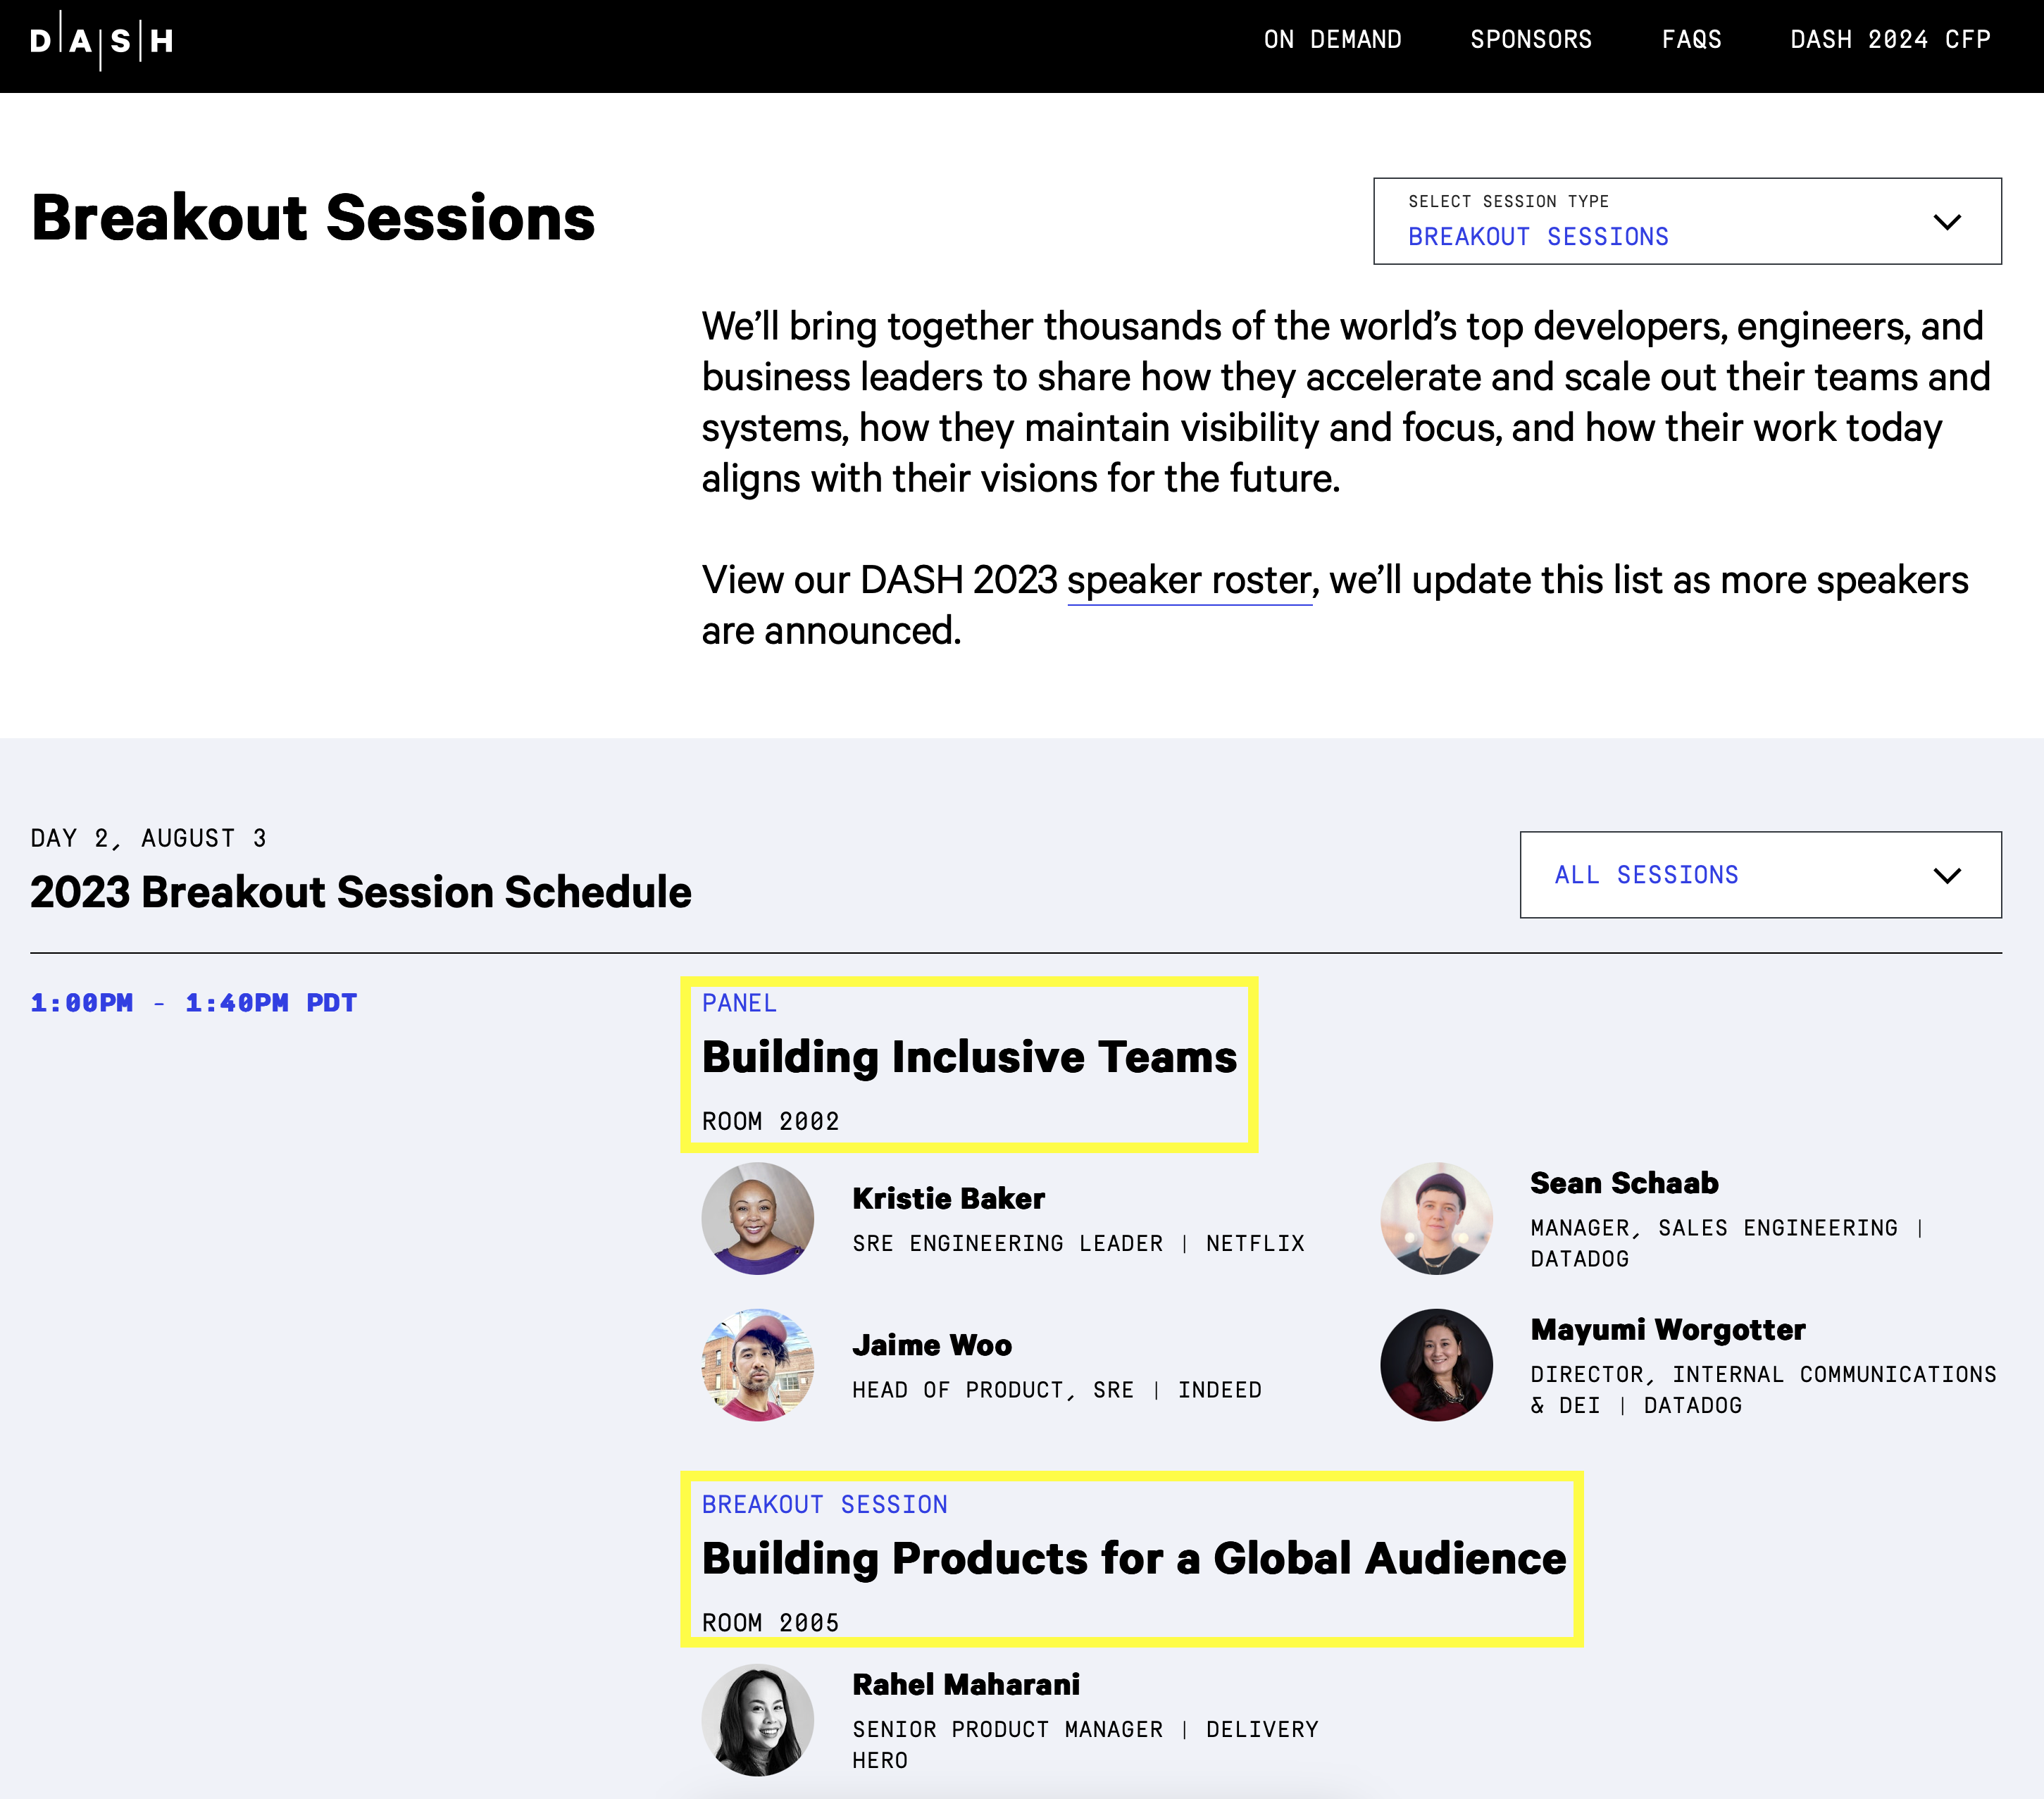 DASH
ON DEMAND
SPONSORS
FAQS
DASH 2024 CFP
Breakout Sessions
SELECT SESSION TYPE
BREAKOUT SESSIONS
We’ll bring together thousands of the world’s top developers, engineers, and
business leaders to share how they accelerate and scale out their teams and
systems, how they maintain visibility and focus, and how their work today
aligns with their visions for the future.
View our DASH 2023 speaker roster, we’ll update this list as more speakers
are announced.
DAY 2, AUGUST 3
2023 Breakout Session Schedule
ALL SESSIONS
1:00PM - 1:40PM PDT
PANEL
Building Inclusive Teams
ROOM 2002
Kristie Baker
SRE ENGINEERING LEADER | NETFLIX
Sean Schaab
MANAGER, SALES ENGINEERING |
DATADOG
Jaime Woo
HEAD OF PRODUCT, SRE | INDEED
Mayumi Worgotter
DIRECTOR, INTERNAL COMMUNICATIONS
& DEI | DATADOG
BREAKOUT SESSION
Building Products for a Global Audience
ROOM 2005
Rahel Maharani
SENIOR PRODUCT MANAGER | DELIVERY
HERO